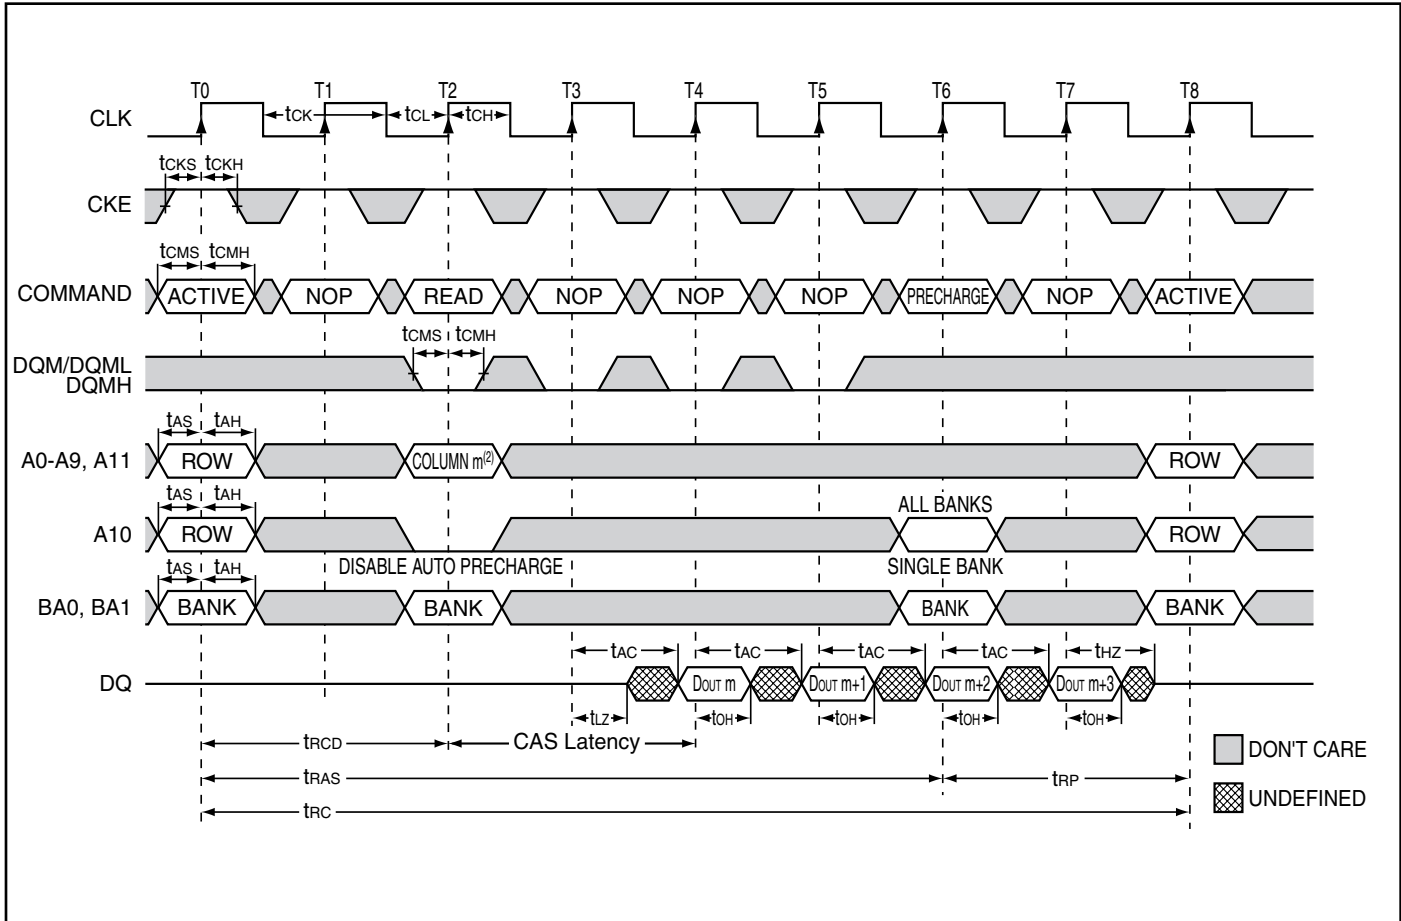 T0 T1 T2 T3 T4 T5 T6 T7 T8
CLK tCK tCL tCH
tCKS tCKH
CKE
tCMS tCMH
COMMAND ACTIVE NOP READ NOP NOP NOP PRECHARGE NOP ACTIVE
tCMS tCMH
DQM/DQML
DQMH
tAS tAH
A0-A9, A11 ROW COLUMN m(2) ROW
tAS tAH ALL BANKS
A10 ROW ROW
tAS tAH DISABLE AUTO PRECHARGE SINGLE BANK
BA0, BA1 BANK BANK BANK BANK
tAC tAC tAC tAC tHZ
DQ DOUT m DOUT m+1 DOUT m+2 DOUT m+3
tLZ tOH tOH tOH tOH
tRCD CAS Latency
DON'T CARE
tRAS tRP
UNDEFINED
tRC